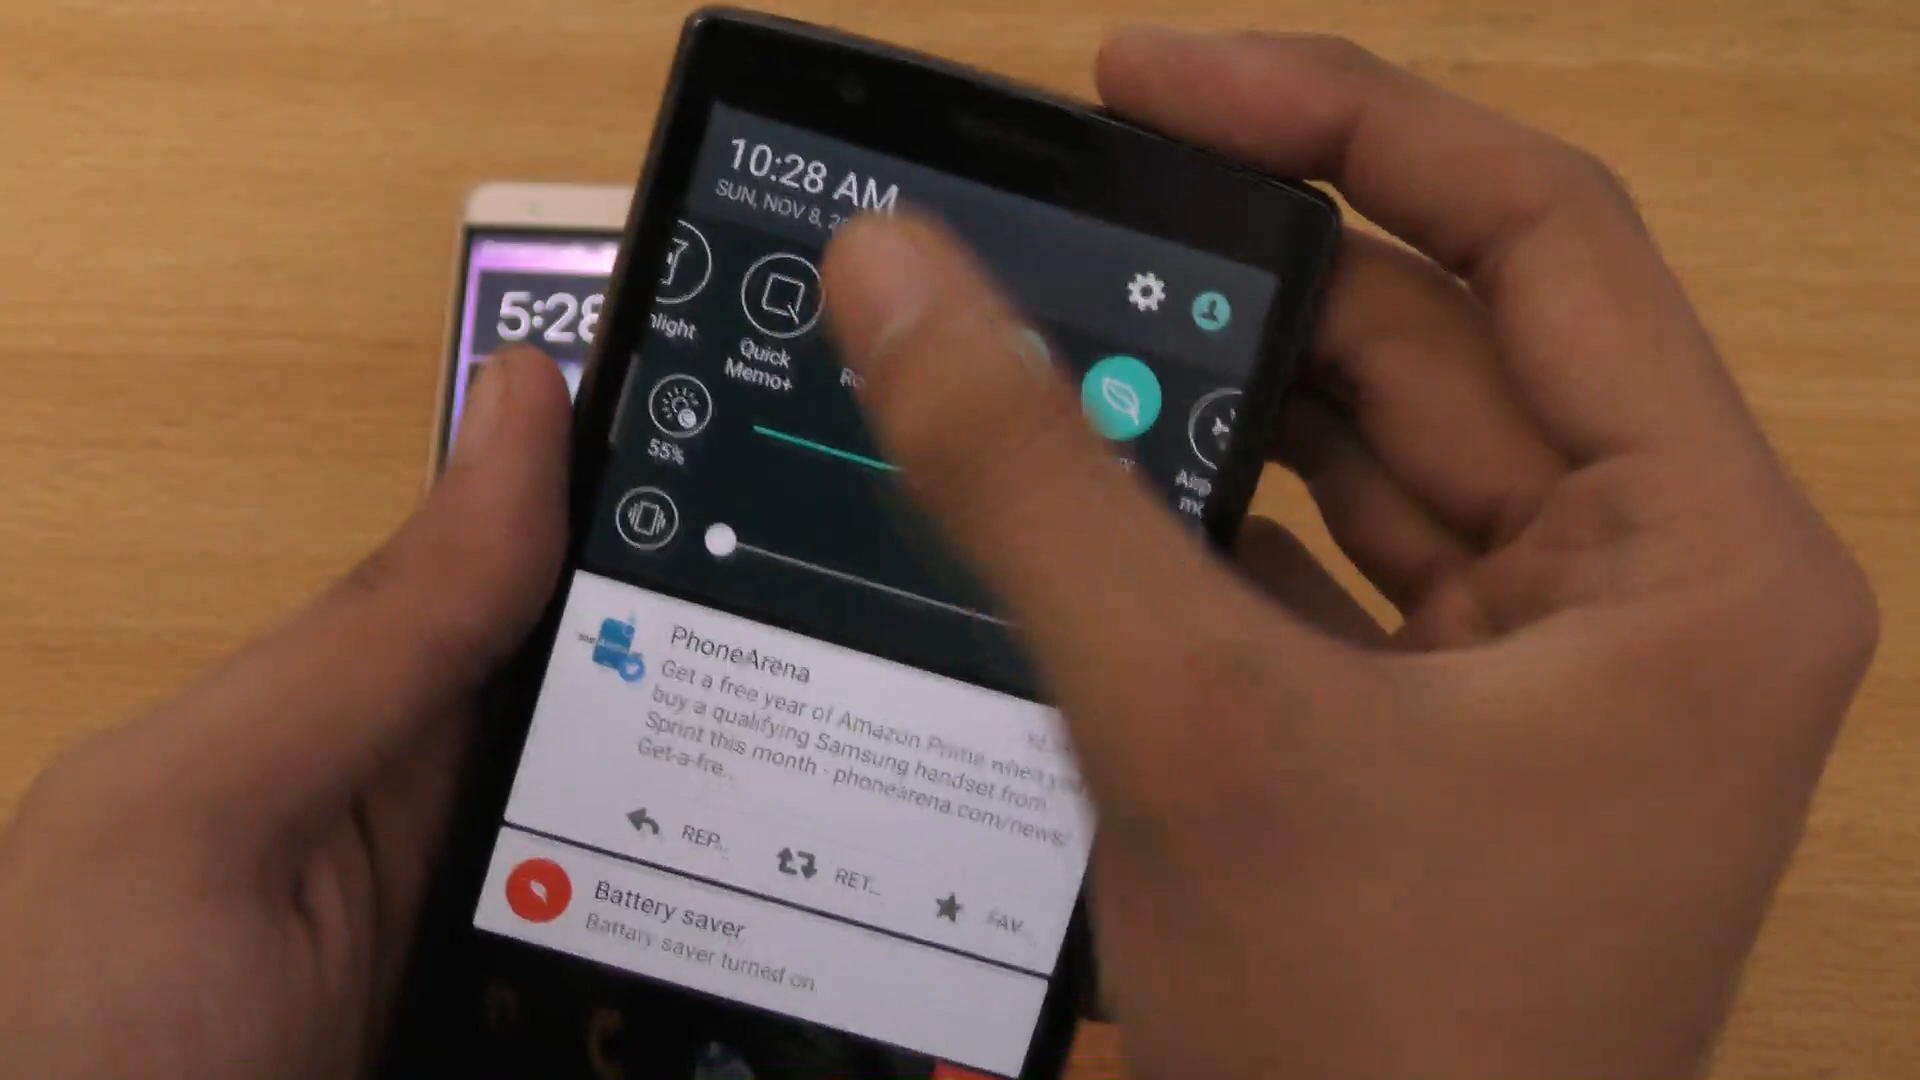 10:28 AM
SUN, NOV 8,
5:28
Quick
Memo+
55%
PhoneArena
Get a free year of Amazon Prime when you
buy a qualifying Samsung handset from
Sprint this month - phonearena.com/news/
Get-a-fre...
REP...
RET...
FAV...
Battery saver
Battery saver turned on.